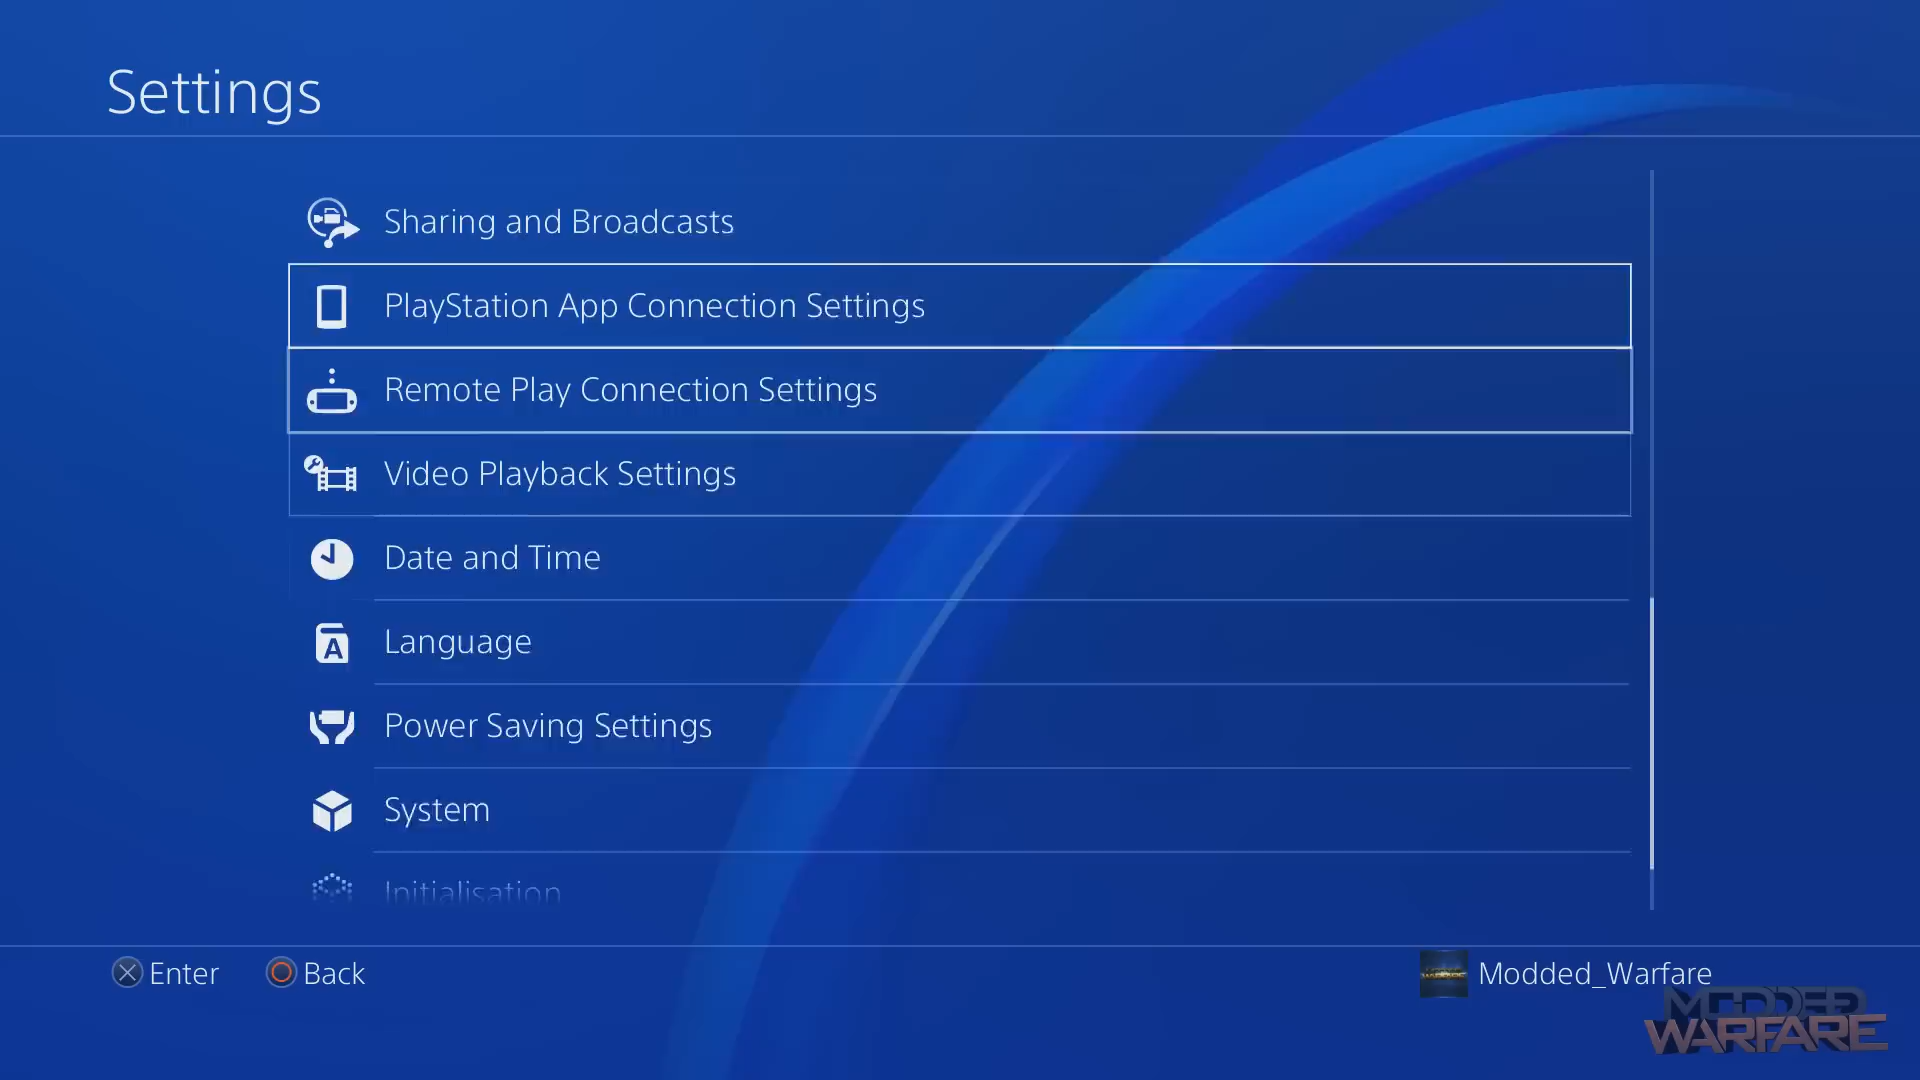 Settings
Sharing and Broadcasts
PlayStation App Connection Settings
Remote Play Connection Settings
Video Playback Settings
Date and Time
Language
Power Saving Settings
System
Initialisation
Enter
Back
Modded_Warfare
MODDED
WARFARE